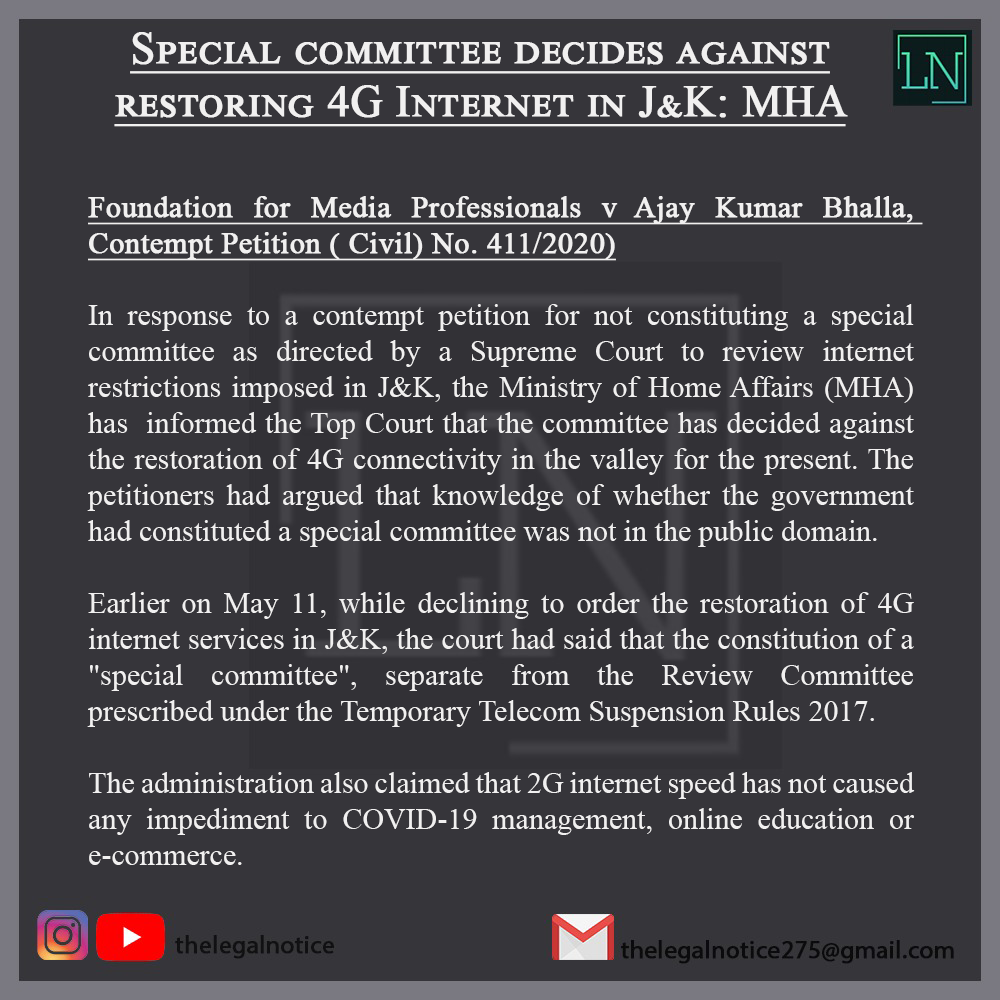 SPECIAL COMMITTEE DECIDES AGAINST
RESTORING 4G INTERNET IN J&K: MHA
LN
Foundation for Media Professionals v Ajay Kumar Bhalla,
Contempt Petition ( Civil) No. 411/2020)
In response to a contempt petition for not constituting a special
committee as directed by a Supreme Court to review internet
restrictions imposed in J&K, the Ministry of Home Affairs (MHA)
has informed the Top Court that the committee has decided against
the restoration of 4G connectivity in the valley for the present. The
petitioners had argued that knowledge of whether the government
had constituted a special committee was not in the public domain.
Earlier on May 11, while declining to order the restoration of 4G
internet services in J&K, the court had said that the constitution of a
"special committee", separate from the Review Committee
prescribed under the Temporary Telecom Suspension Rules 2017.
The administration also claimed that 2G internet speed has not caused
any impediment to COVID-19 management, online education or
e-commerce.
LN
thelegalnotice
thelegalnotice275@gmail.com